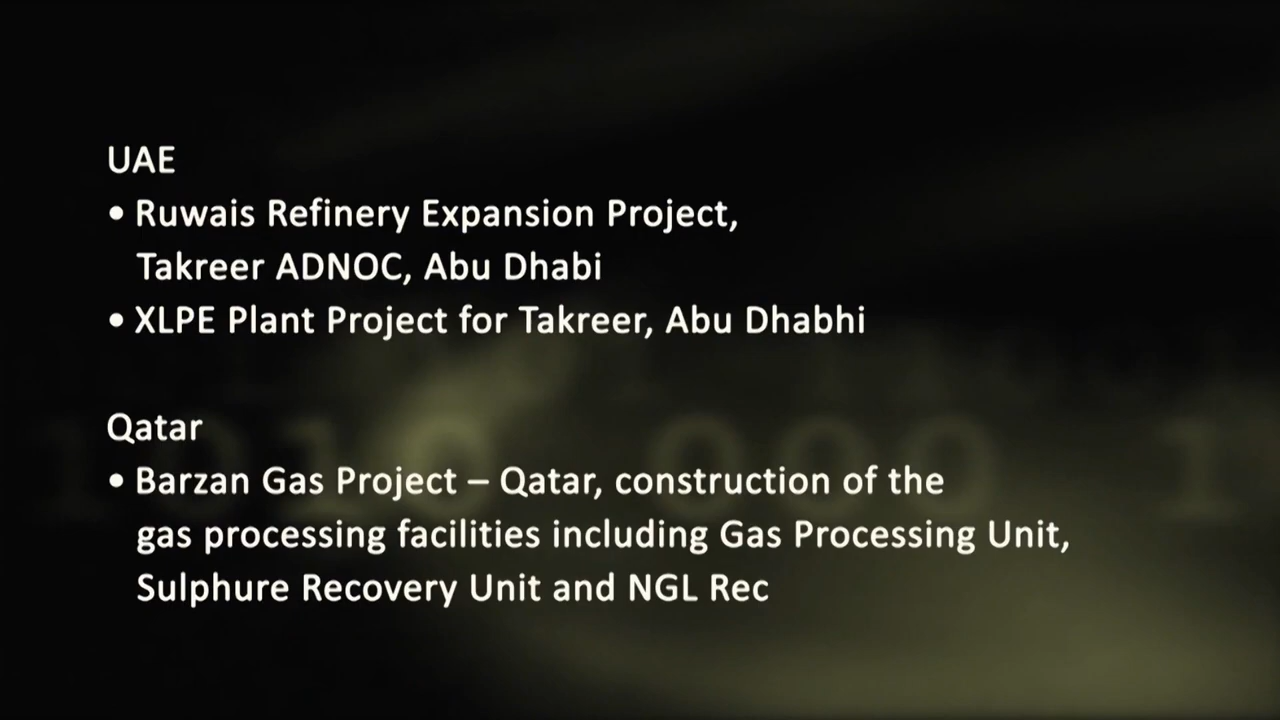 UAE
• Ruwais Refinery Expansion Project,
Takreer ADNOC, Abu Dhabi
• XLPE Plant Project for Takreer, Abu Dhabhi
Qatar
• Barzan Gas Project – Qatar, construction of the
gas processing facilities including Gas Processing Unit,
Sulphure Recovery Unit and NGL Rec